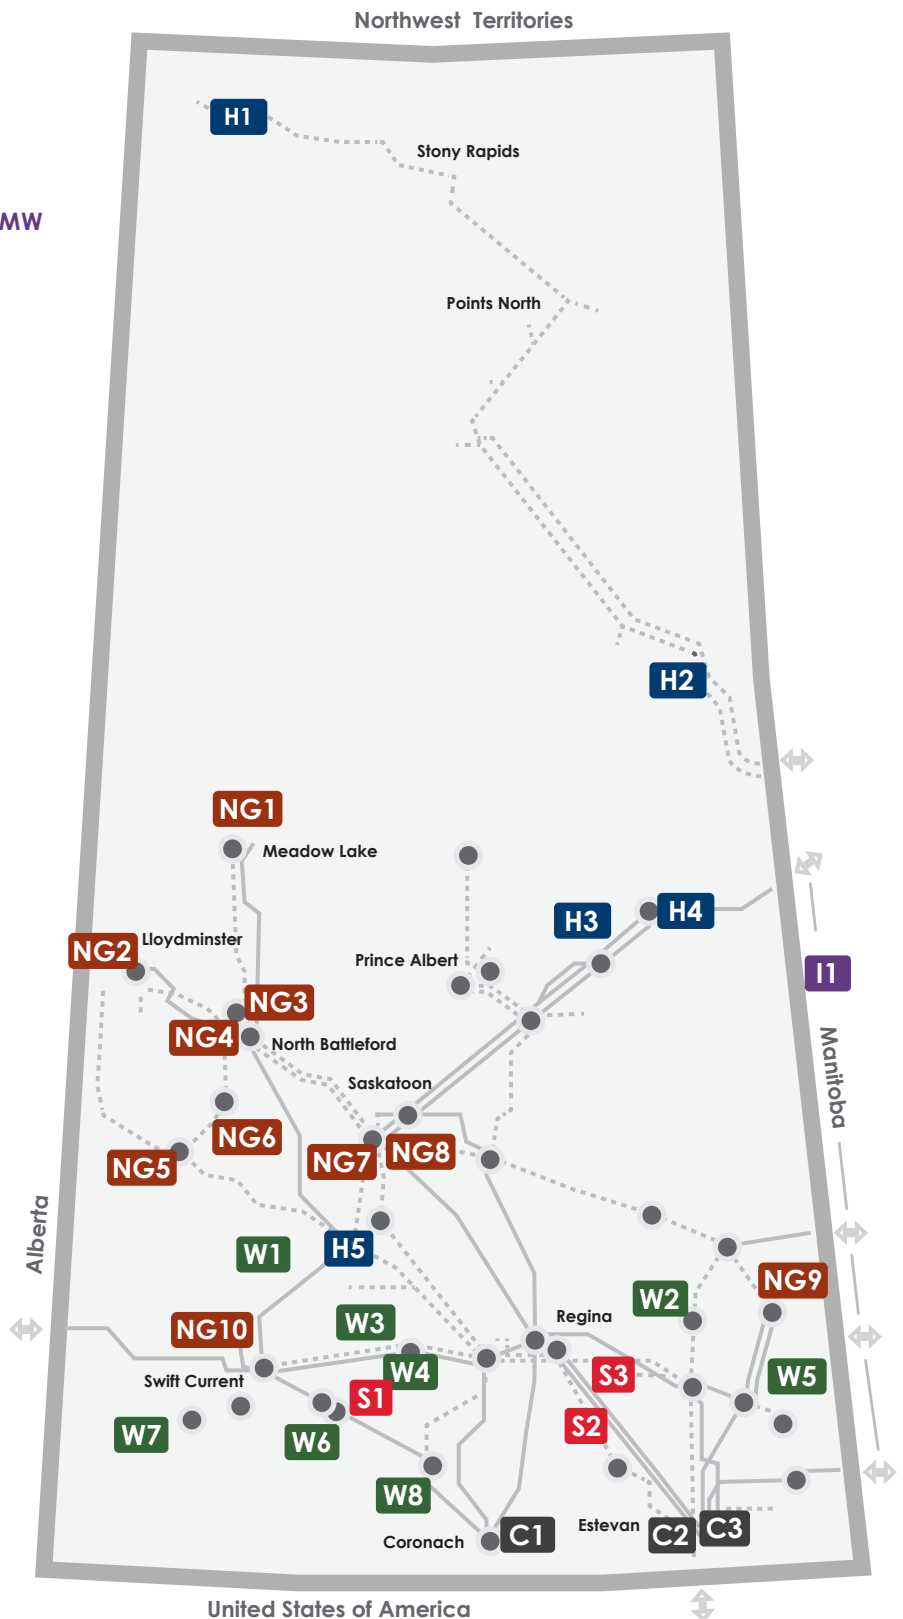 Northwest Territories
H1
Stony Rapids
MW
Points North
H2
NG1
Meadow Lake
H3
H4
Lloydminster
NG2
Prince Albert
I1
NG3
NG4
North Battleford
Manitoba
Saskatoon
NG6
NG7
NG8
NG5
Alberta
W1
H5
NG9
W2
Regina
W3
NG10
W4
S3
W5
Swift Current
S1
S2
W7
W6
W8
Estevan
C3
C2
C1
Coronach
United States of America